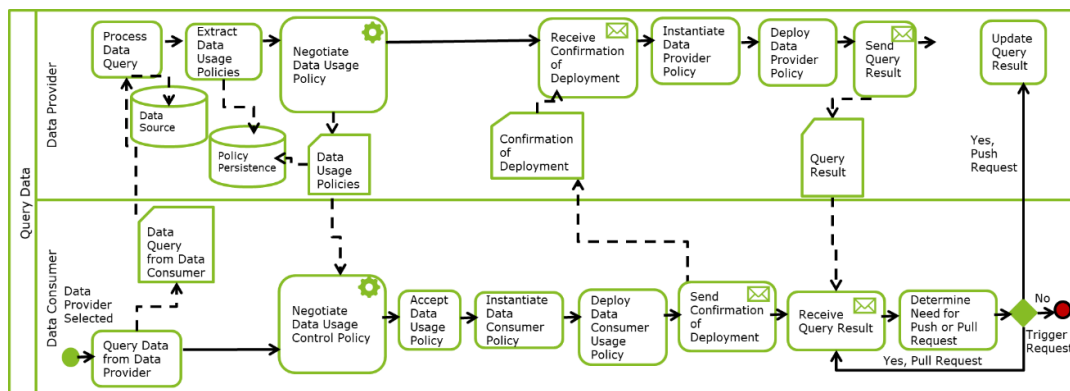 Query Data
Data Provider
Process
Data
Query
Extract
Data
Usage
Policies
Negotiate
Data Usage
Policy
Receive
Confirmation
of
Deployment
Instantiate
Data
Provider
Policy
Deploy
Data
Provider
Policy
Send
Query
Result
Update
Query
Result
Data
Source
Policy
Persistence
Data
Usage
Policies
Confirmation
of
Deployment
Query
Result
Yes,
Push
Request
Data Consumer
Data
Query
from Data
Consumer
Data
Provider
Selected
Query Data
from Data
Provider
Negotiate
Data Usage
Control Policy
Accept
Data
Usage
Policy
Instantiate
Data
Consumer
Policy
Deploy
Data
Consumer
Usage
Policy
Send
Confirmation
of
Deployment
Receive
Query Result
Determine
Need for
Push or Pull
Request
No
Trigger
Request
Yes, Pull Request